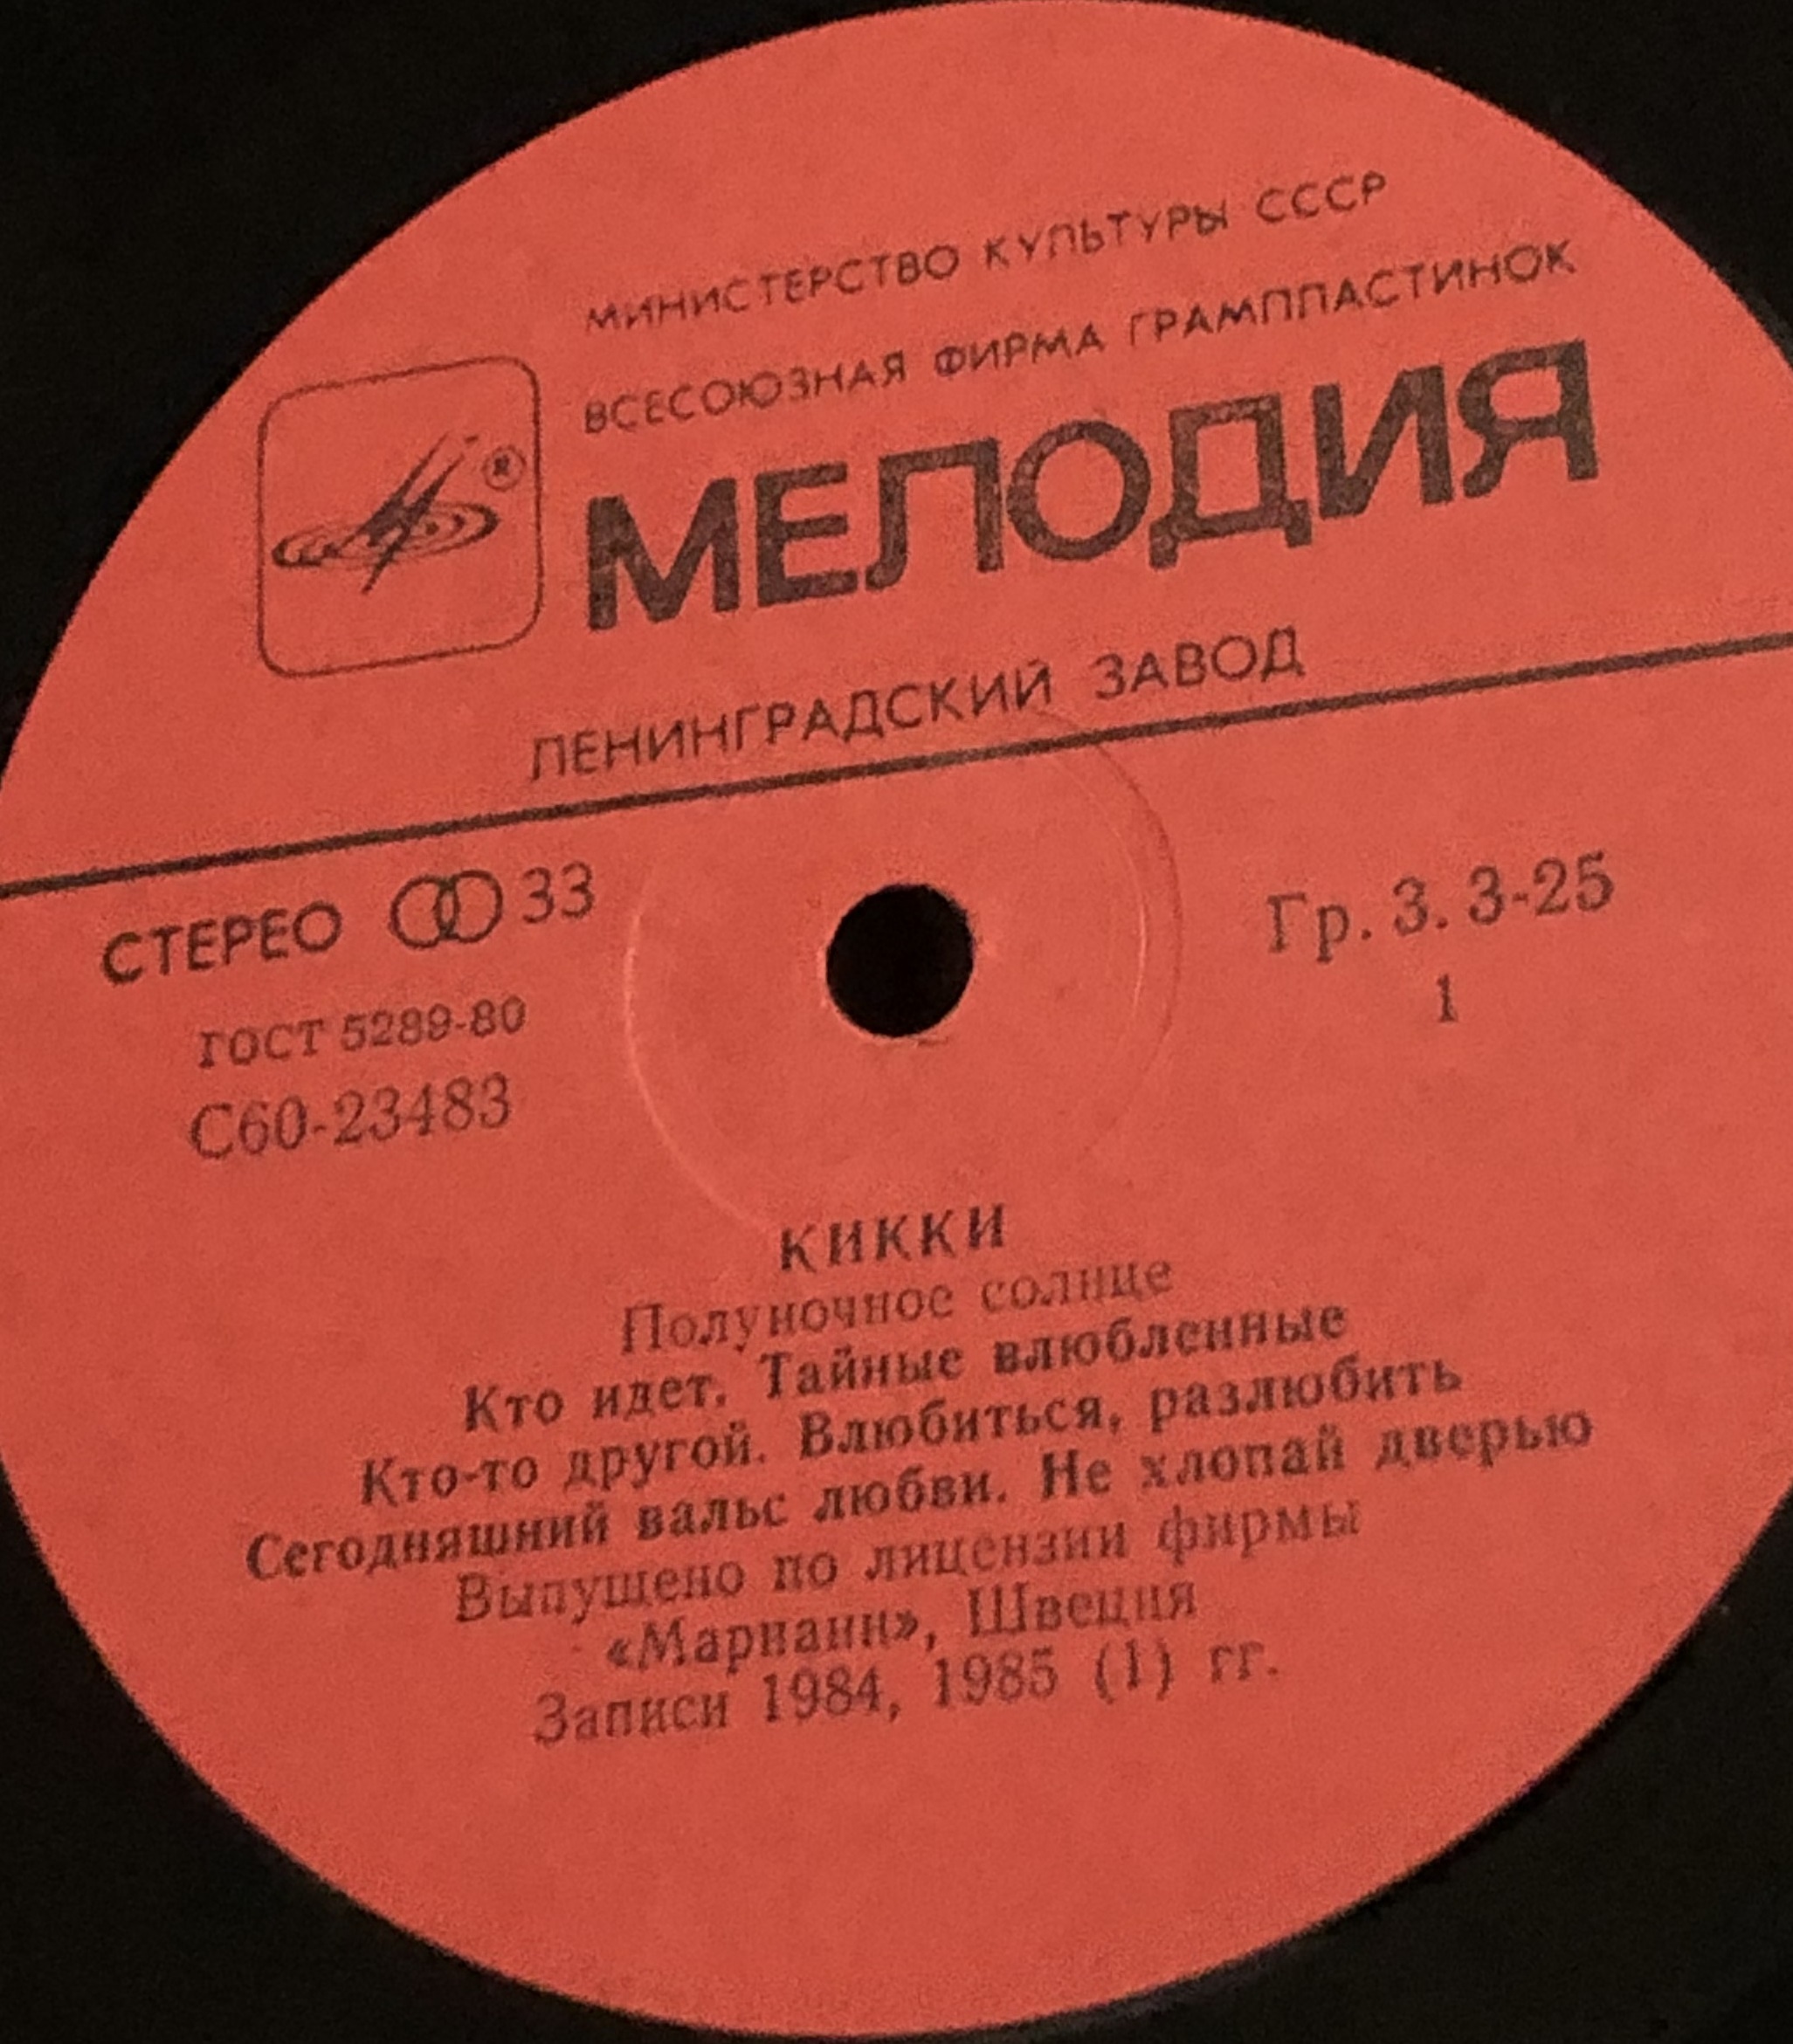 МИНИСТЕРСТВО КУЛЬТУРЫ СССР
ВСЕСОЮЗНАЯ ФИРМА ГРАМПЛАСТИНОК
®
МЕЛОДИЯ
ЛЕНИНГРАДСКИЙ ЗАВОД
СТЕРЕО 33
Гр. 3. 3-25
ГОСТ 5289-80
1
С60-23483
КИККИ
Полуночное солнце
Кто идет. Тайные влюбленные
Кто-то другой. Влюбиться, разлюбить
Сегодняшний вальс любви. Не хлопай дверью
Выпущено по лицензии фирмы
«Марианн», Швеция
Записи 1984, 1985 (1) гг.